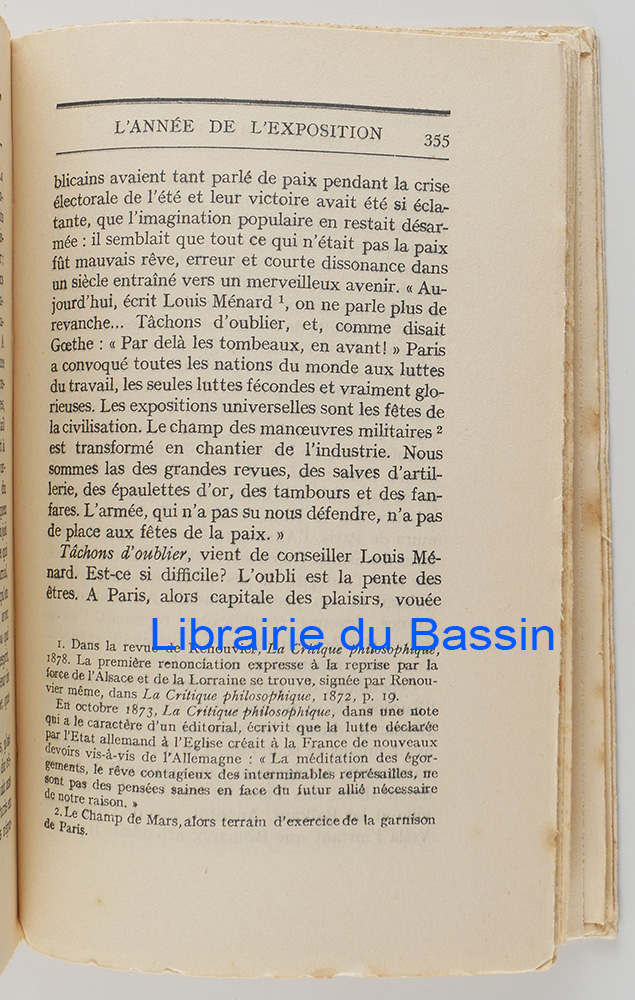 L'ANNÉE DE L'EXPOSITION 355
blicains avaient tant parlé de paix pendant la crise
électorale de l'été et leur victoire avait été si écla-
tante, que l'imagination populaire en restait désar-
mée : il semblait que tout ce qui n'était pas la paix
fût mauvais rêve, erreur et courte dissonance dans
un siècle entraîné vers un merveilleux avenir. « Au-
jourd'hui, écrit Louis Ménard ¹, on ne parle plus de
revanche... Tâchons d'oublier, et, comme disait
Gœthe : « Par delà les tombeaux, en avant! » Paris
a convoqué toutes les nations du monde aux luttes
du travail, les seules luttes fécondes et vraiment glo-
rieuses. Les expositions universelles sont les fêtes de
la civilisation. Le champ des manœuvres militaires ²
est transformé en chantier de l'industrie. Nous
sommes las des grandes revues, des salves d'artil-
lerie, des épaulettes d'or, des tambours et des fan-
fares. L'armée, qui n'a pas su nous défendre, n'a pas
de place aux fêtes de la paix. »
Tâchons d'oublier, vient de conseiller Louis Mé-
nard. Est-ce si difficile? L'oubli est la pente des
êtres. A Paris, alors capitale des plaisirs, vouée
Librairie du Bassin
1. Dans la revue de Renouvier, La Critique philosophique,
1878. La première renonciation expresse à la reprise par la
force de l'Alsace et de la Lorraine se trouve, signée par Renou-
vier même, dans La Critique philosophique, 1872, p. 19.
En octobre 1873, La Critique philosophique, dans une note
qui a le caractère d'un éditorial, écrivit que la lutte déclarée
par l'Etat allemand à l'Eglise créait à la France de nouveaux
devoirs vis-à-vis de l'Allemagne : « La méditation des égor-
gements, le rêve contagieux des interminables représailles, ne
sont pas des pensées saines en face du futur allié nécessaire
de notre raison. »
2. Le Champ de Mars, alors terrain d'exercice de la garnison
de Paris.